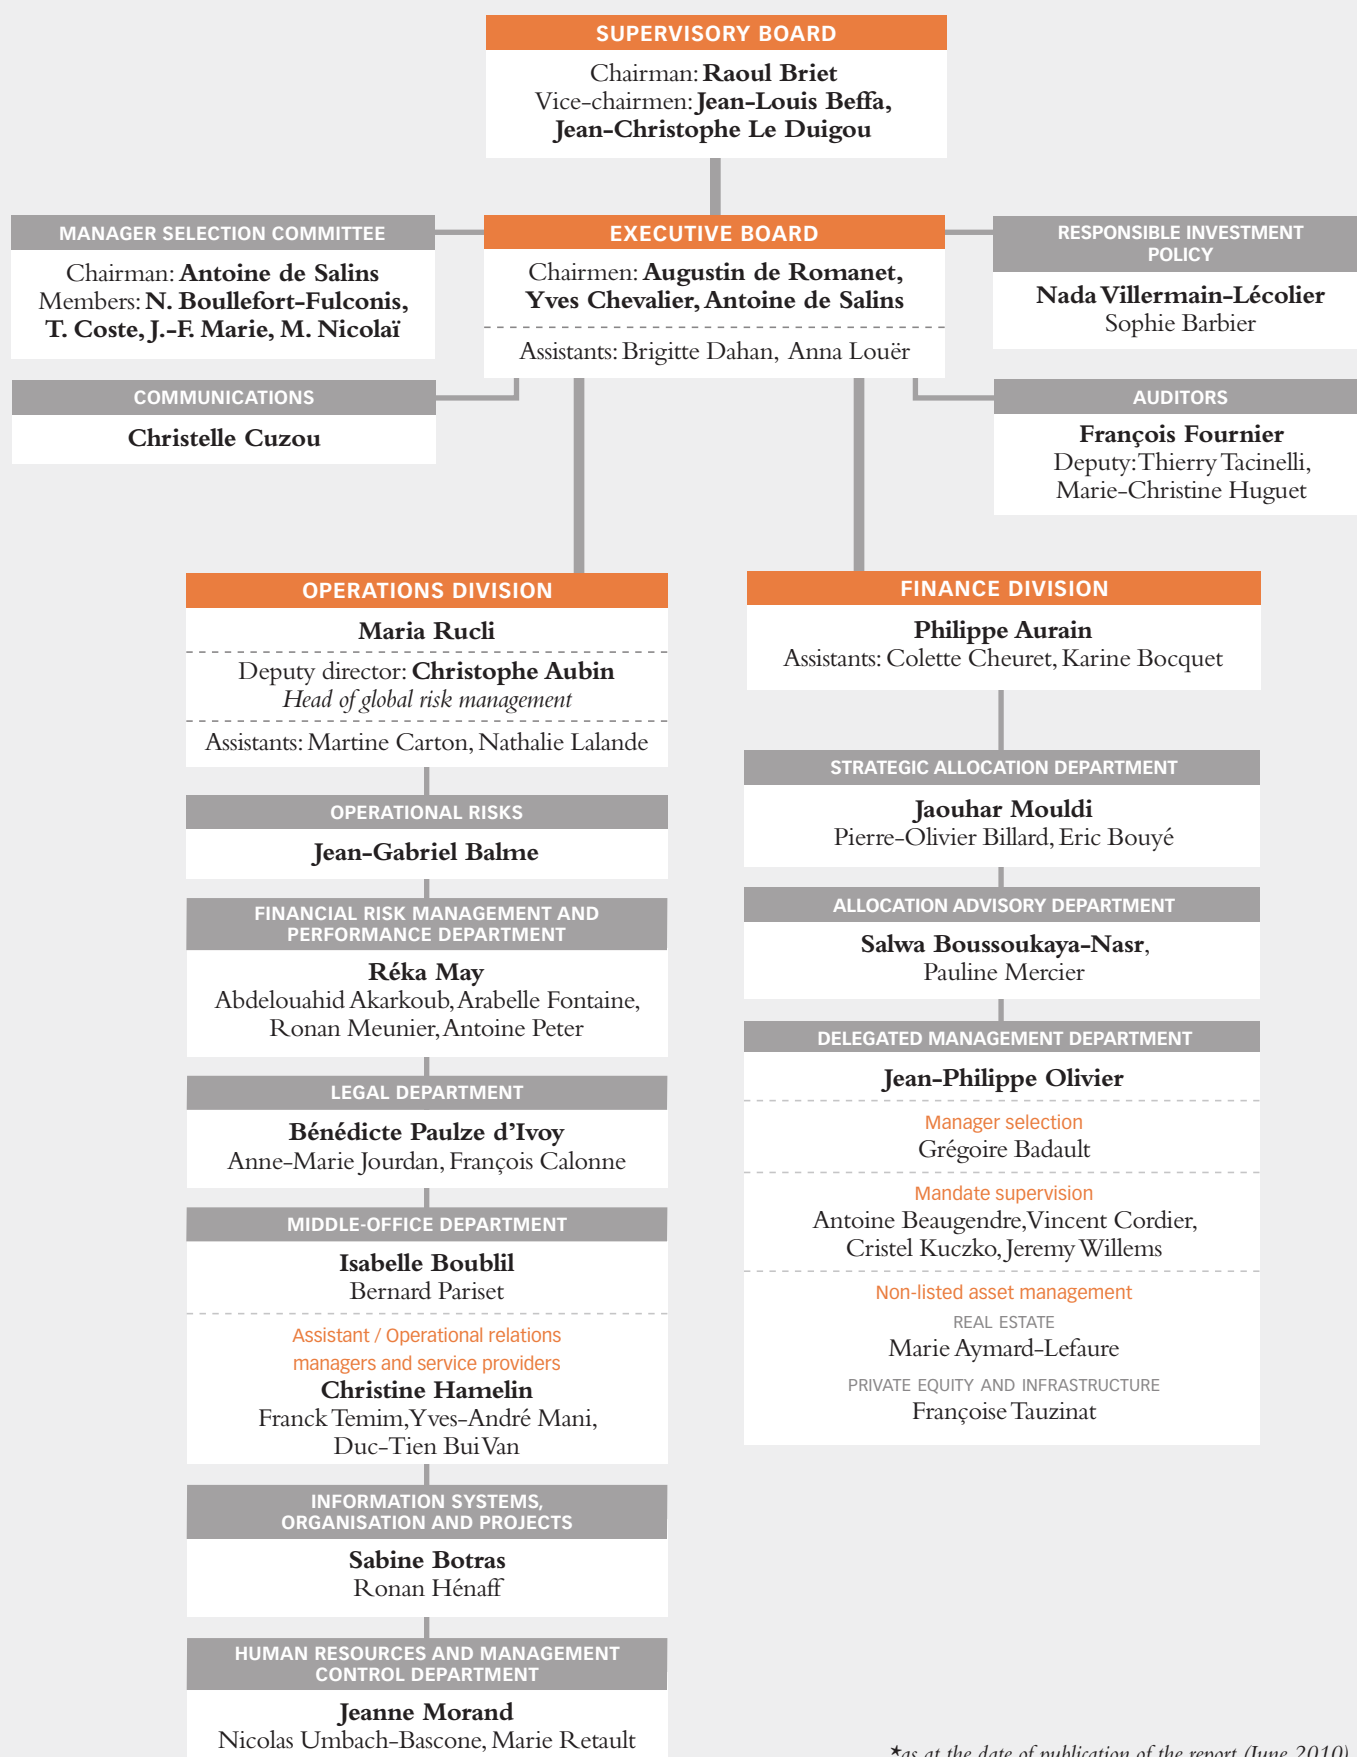 SUPERVISORY BOARD
Chairman: Raoul Briet
Vice-chairmen: Jean-Louis Beffa,
Jean-Christophe Le Duigou
MANAGER SELECTION COMMITTEE
Chairman: Antoine de Salins
Members: N. Boullefort-Fulconis,
T. Coste, J.-F. Marie, M. Nicolaï
EXECUTIVE BOARD
Chairmen: Augustin de Romanet,
Yves Chevalier, Antoine de Salins
Assistants: Brigitte Dahan, Anna Louër
RESPONSIBLE INVESTMENT
POLICY
Nada Villermain-Lécolier
Sophie Barbier
COMMUNICATIONS
Christelle Cuzou
AUDITORS
François Fournier
Deputy: Thierry Tacinelli,
Marie-Christine Huguet
OPERATIONS DIVISION
Maria Rucli
Deputy director: Christophe Aubin
Head of global risk management
Assistants: Martine Carton, Nathalie Lalande
OPERATIONAL RISKS
Jean-Gabriel Balme
FINANCIAL RISK MANAGEMENT AND
PERFORMANCE DEPARTMENT
Réka May
Abdelouahid Akarkoub, Arabelle Fontaine,
Ronan Meunier, Antoine Peter
LEGAL DEPARTMENT
Bénédicte Paulze d'Ivoy
Anne-Marie Jourdan, François Calonne
MIDDLE-OFFICE DEPARTMENT
Isabelle Boublil
Bernard Pariset
Assistant / Operational relations
managers and service providers
Christine Hamelin
Franck Temim, Yves-André Mani,
Duc-Tien Bui Van
INFORMATION SYSTEMS,
ORGANISATION AND PROJECTS
Sabine Botras
Ronan Hénaff
HUMAN RESOURCES AND MANAGEMENT
CONTROL DEPARTMENT
Jeanne Morand
Nicolas Umbach-Bascone, Marie Retault
FINANCE DIVISION
Philippe Aurain
Assistants: Colette Cheuret, Karine Bocquet
STRATEGIC ALLOCATION DEPARTMENT
Jaouhar Mouldi
Pierre-Olivier Billard, Eric Bouyé
ALLOCATION ADVISORY DEPARTMENT
Salwa Boussoukaya-Nasr,
Pauline Mercier
DELEGATED MANAGEMENT DEPARTMENT
Jean-Philippe Olivier
Manager selection
Grégoire Badault
Mandate supervision
Antoine Beaugendre, Vincent Cordier,
Cristel Kuczko, Jeremy Willems
Non-listed asset management
REAL ESTATE
Marie Aymard-Lefaure
PRIVATE EQUITY AND INFRASTRUCTURE
Françoise Tauzinat
*as at the date of publication of the report (June 2010)